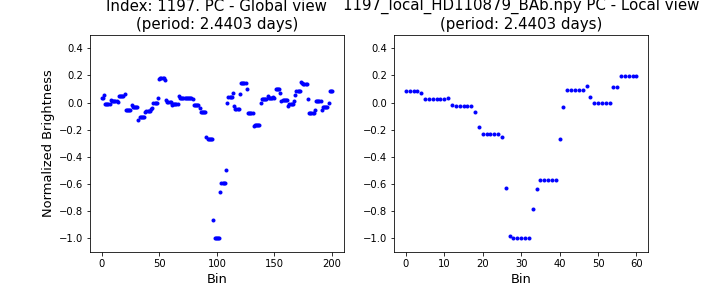 Index: 1197. PC - Global view
(period: 2.4403 days)
1197_local_HD110879_BAb.npy PC - Local view
(period: 2.4403 days)
Normalized Brightness
0.4
0.2
0.0
−0.2
−0.4
−0.6
−0.8
−1.0
0 50 100 150 200
Bin
0.4
0.2
0.0
−0.2
−0.4
−0.6
−0.8
−1.0
0 10 20 30 40 50 60
Bin